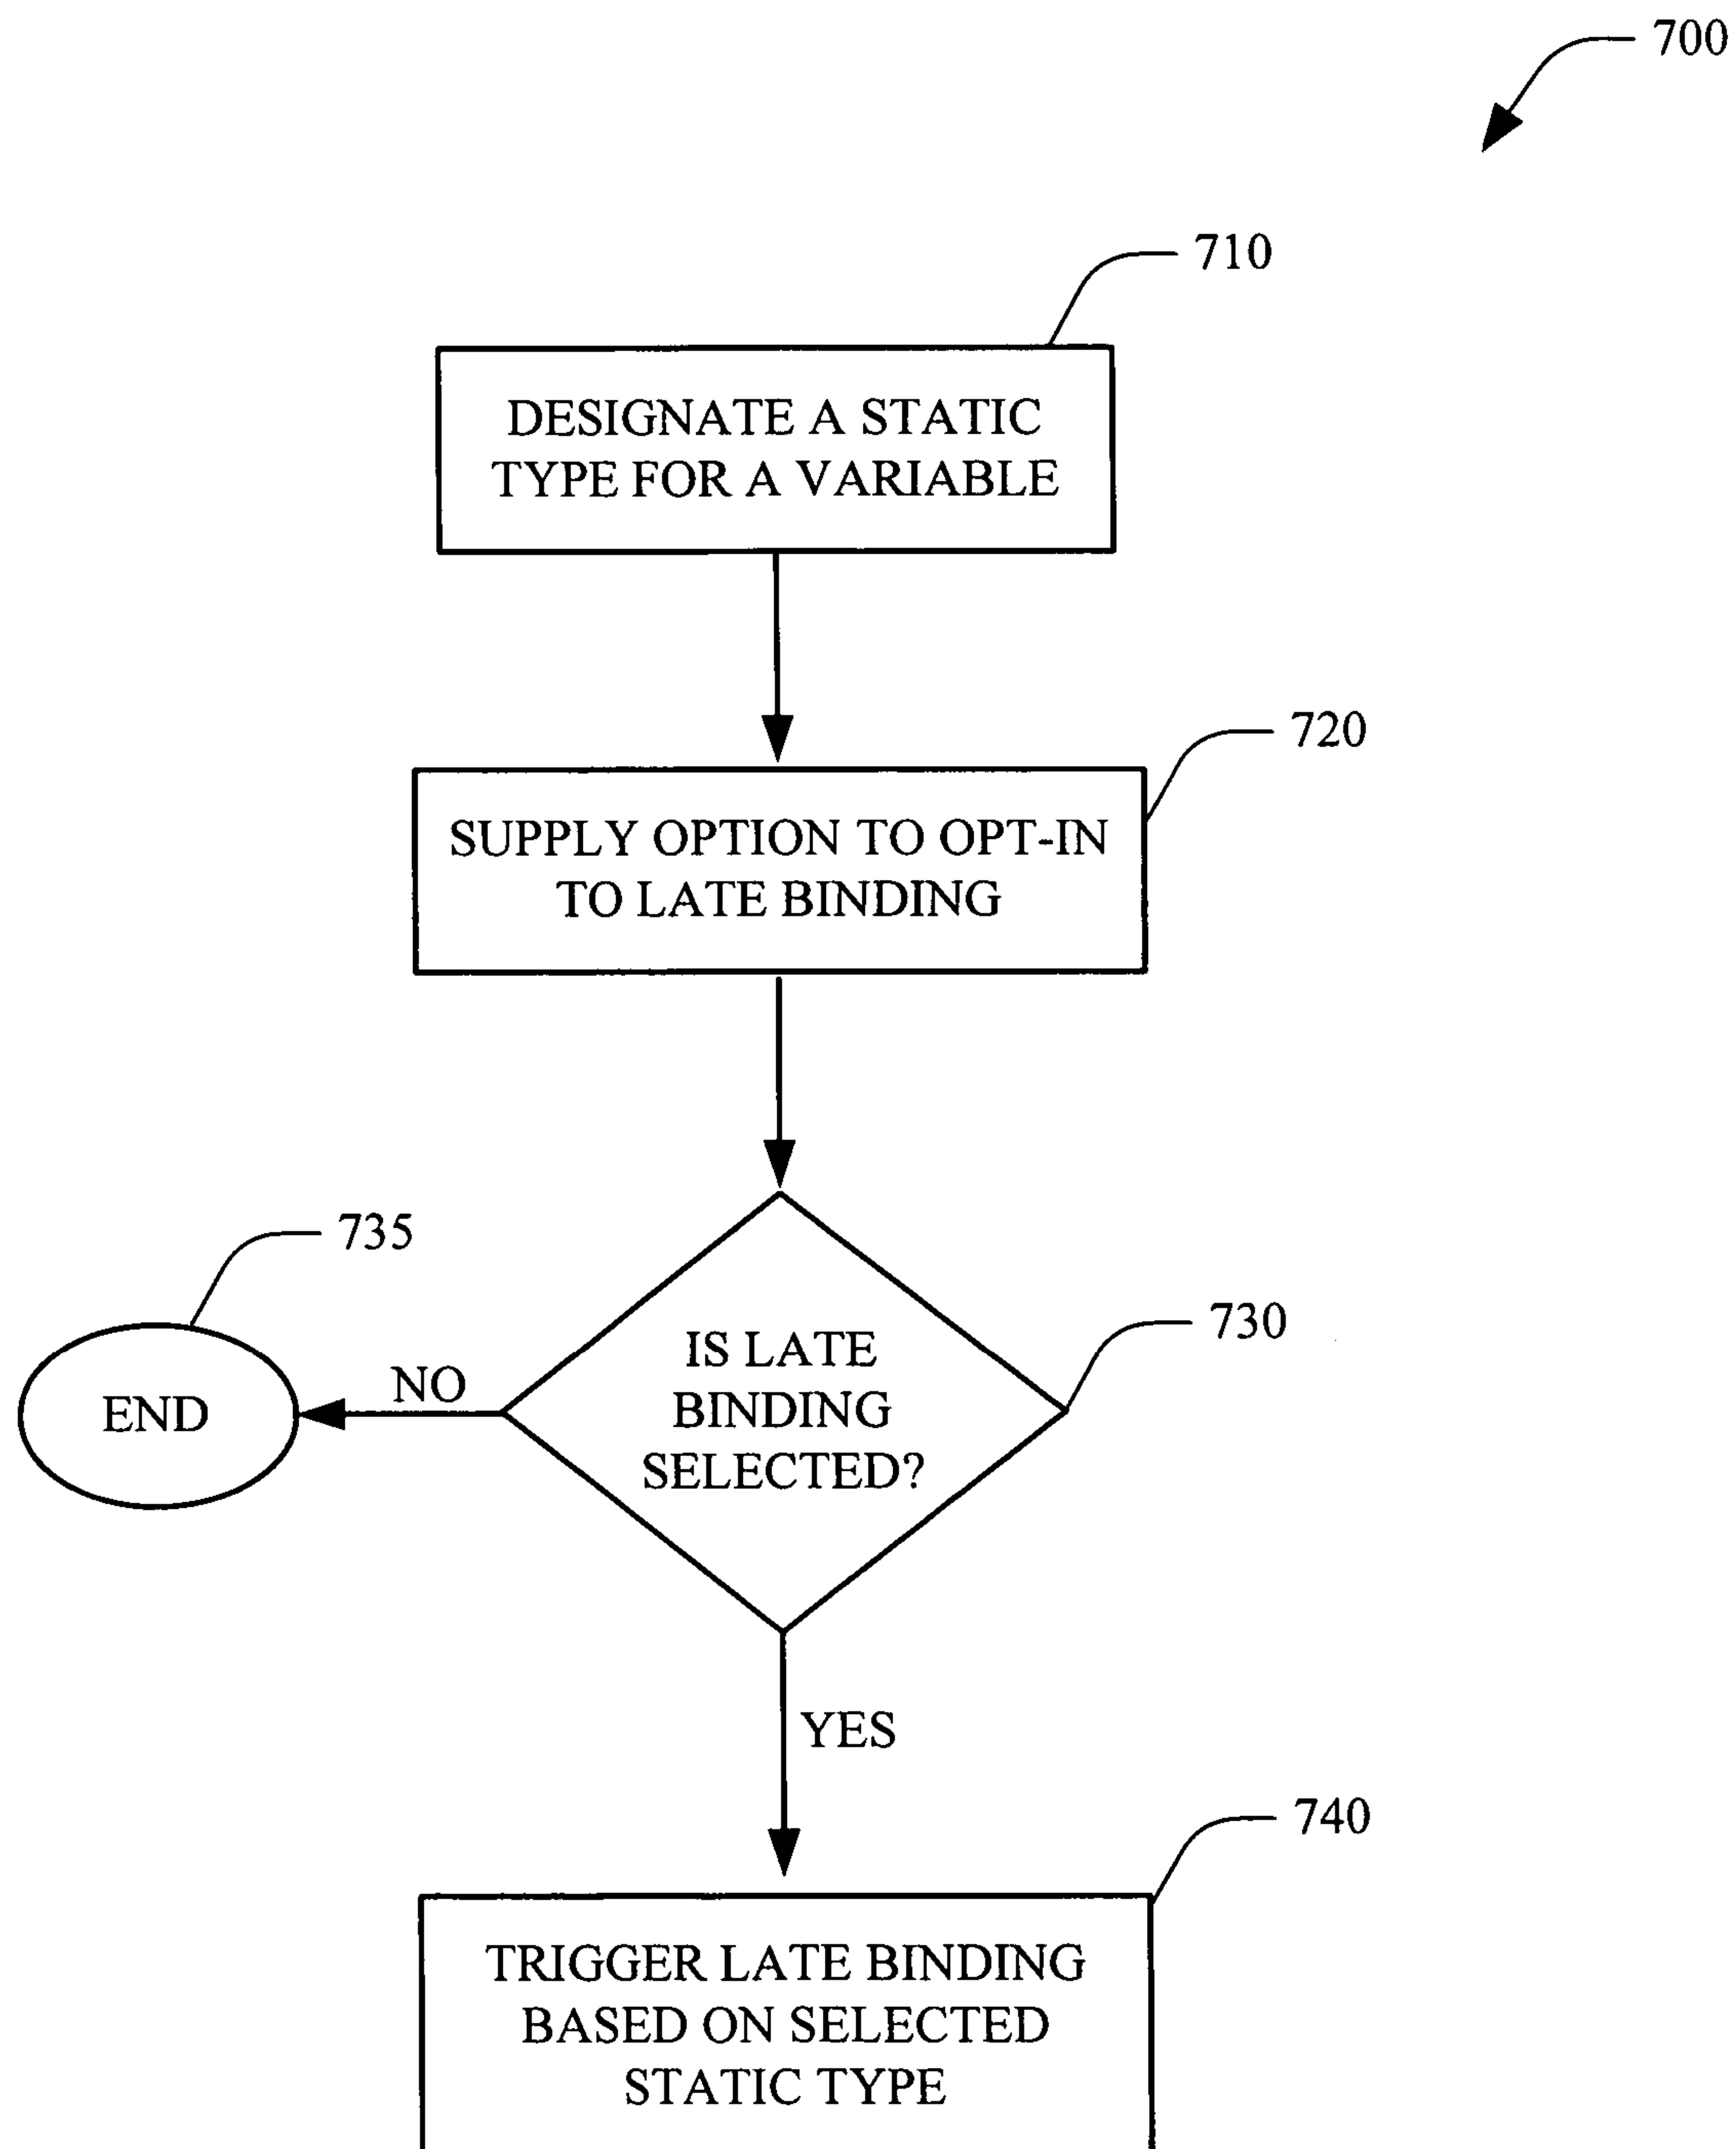 700
710
DESIGNATE A STATIC
TYPE FOR A VARIABLE
720
SUPPLY OPTION TO OPT-IN
TO LATE BINDING
735
730
IS LATE
BINDING
SELECTED?
NO
END
YES
740
TRIGGER LATE BINDING
BASED ON SELECTED
STATIC TYPE